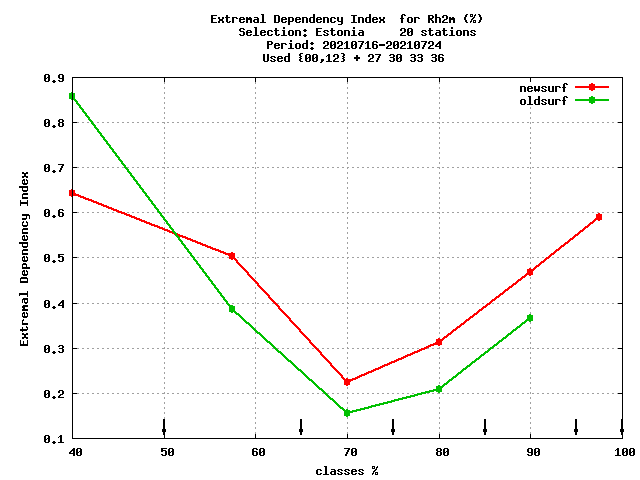 Extremal Dependency Index  for Rh2m (%)
Selection: Estonia     20 stations
Period: 20210716-20210724
Used {00,12} + 27 30 33 36
newsurf
oldsurf
0.9
0.8
0.7
0.6
0.5
0.4
0.3
0.2
0.1
Extremal Dependency Index
40 50 60 70 80 90 100
classes %